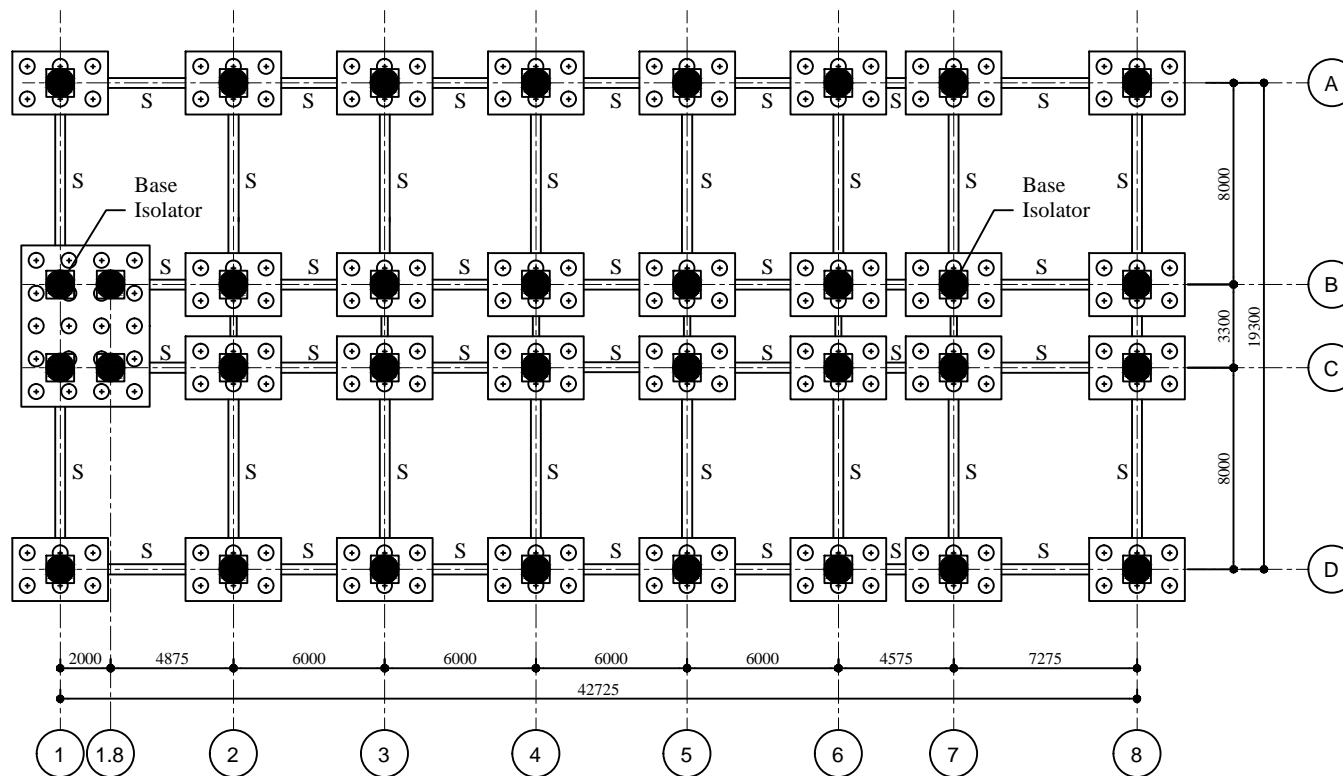 A
S S S S S S S
S S S S S S S S
8000
Base
Isolator
Base
Isolator
S S S S S S
B
3300
19300
S S S S S S S
C
S S S S S S S S
8000
S S S S S S S
D
2000 4875 6000 6000 6000 6000 4575 7275
42725
1 1.8 2 3 4 5 6 7 8